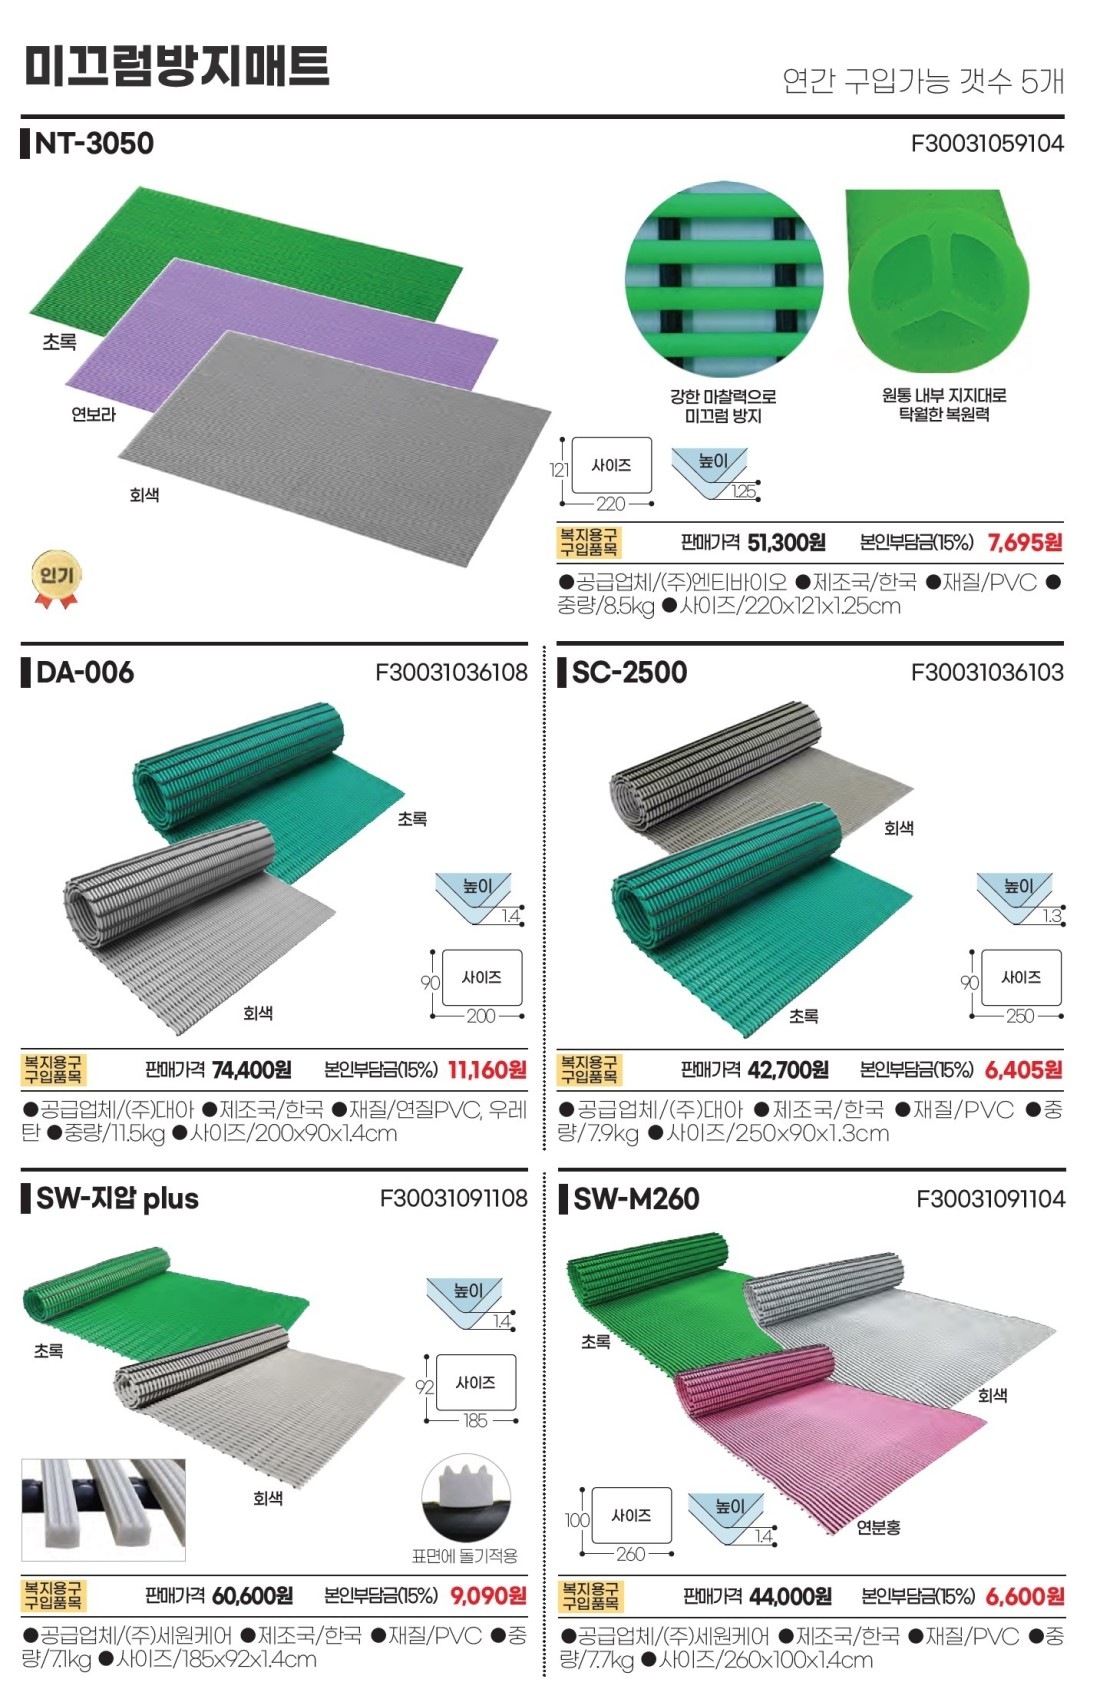 미끄럼방지매트
연간 구입가능 갯수 5개
NT-3050
F30031059104
초록
연보라
회색
인기
강한 마찰력으로
미끄럼 방지
원통 내부 지지대로
탁월한 복원력
121
사이즈
220
높이
1.25
복지용구
구입품목
판매가격 51,300원
본인부담금(15%) 7,695원
●공급업체/(주)엔티바이오 ●제조국/한국 ●재질/PVC ●
중량/8.5kg ●사이즈/220x121x1.25cm
DA-006
F30031036108
초록
회색
높이
1.4
90
사이즈
200
복지용구
구입품목
판매가격 74,400원
본인부담금(15%) 11,160원
●공급업체/(주)대아 ●제조국/한국 ●재질/연질PVC, 우레
탄 ●중량/11.5kg ●사이즈/200x90x1.4cm
SC-2500
F30031036103
회색
초록
높이
1.3
90
사이즈
250
복지용구
구입품목
판매가격 42,700원
본인부담금(15%) 6,405원
●공급업체/(주)대아 ●제조국/한국 ●재질/PVC ●중
량/7.9kg ●사이즈/250x90x1.3cm
SW-지압 plus
F30031091108
초록
회색
높이
1.4
92
사이즈
185
표면에 돌기적용
복지용구
구입품목
판매가격 60,600원
본인부담금(15%) 9,090원
●공급업체/(주)세원케어 ●제조국/한국 ●재질/PVC ●중
량/7.1kg ●사이즈/185x92x1.4cm
SW-M260
F30031091104
초록
회색
연분홍
100
사이즈
260
높이
1.4
복지용구
구입품목
판매가격 44,000원
본인부담금(15%) 6,600원
●공급업체/(주)세원케어 ●제조국/한국 ●재질/PVC ●중
량/7.7kg ●사이즈/260x100x1.4cm